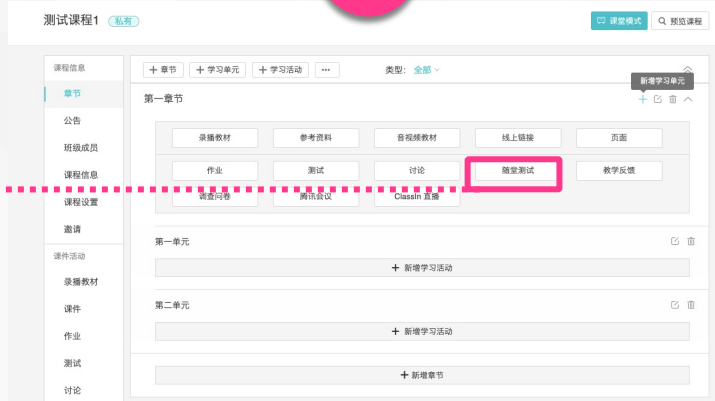 测试课程1 私有
课堂模式 预览课程
课程信息
章节
公告
班级成员
课程信息
课程设置
邀请
课件活动
录播教材
课件
作业
测试
讨论
+ 章节 + 学习单元 + 学习活动 ··· 类型: 全部
新增学习单元
第一章节
录播教材 参考资料 音视频教材 线上链接 页面
作业 测试 讨论 随堂测试 教学反馈
调查问卷 腾讯会议 ClassIn 直播
第一单元
+ 新增学习活动
第二单元
+ 新增学习活动
+ 新增章节